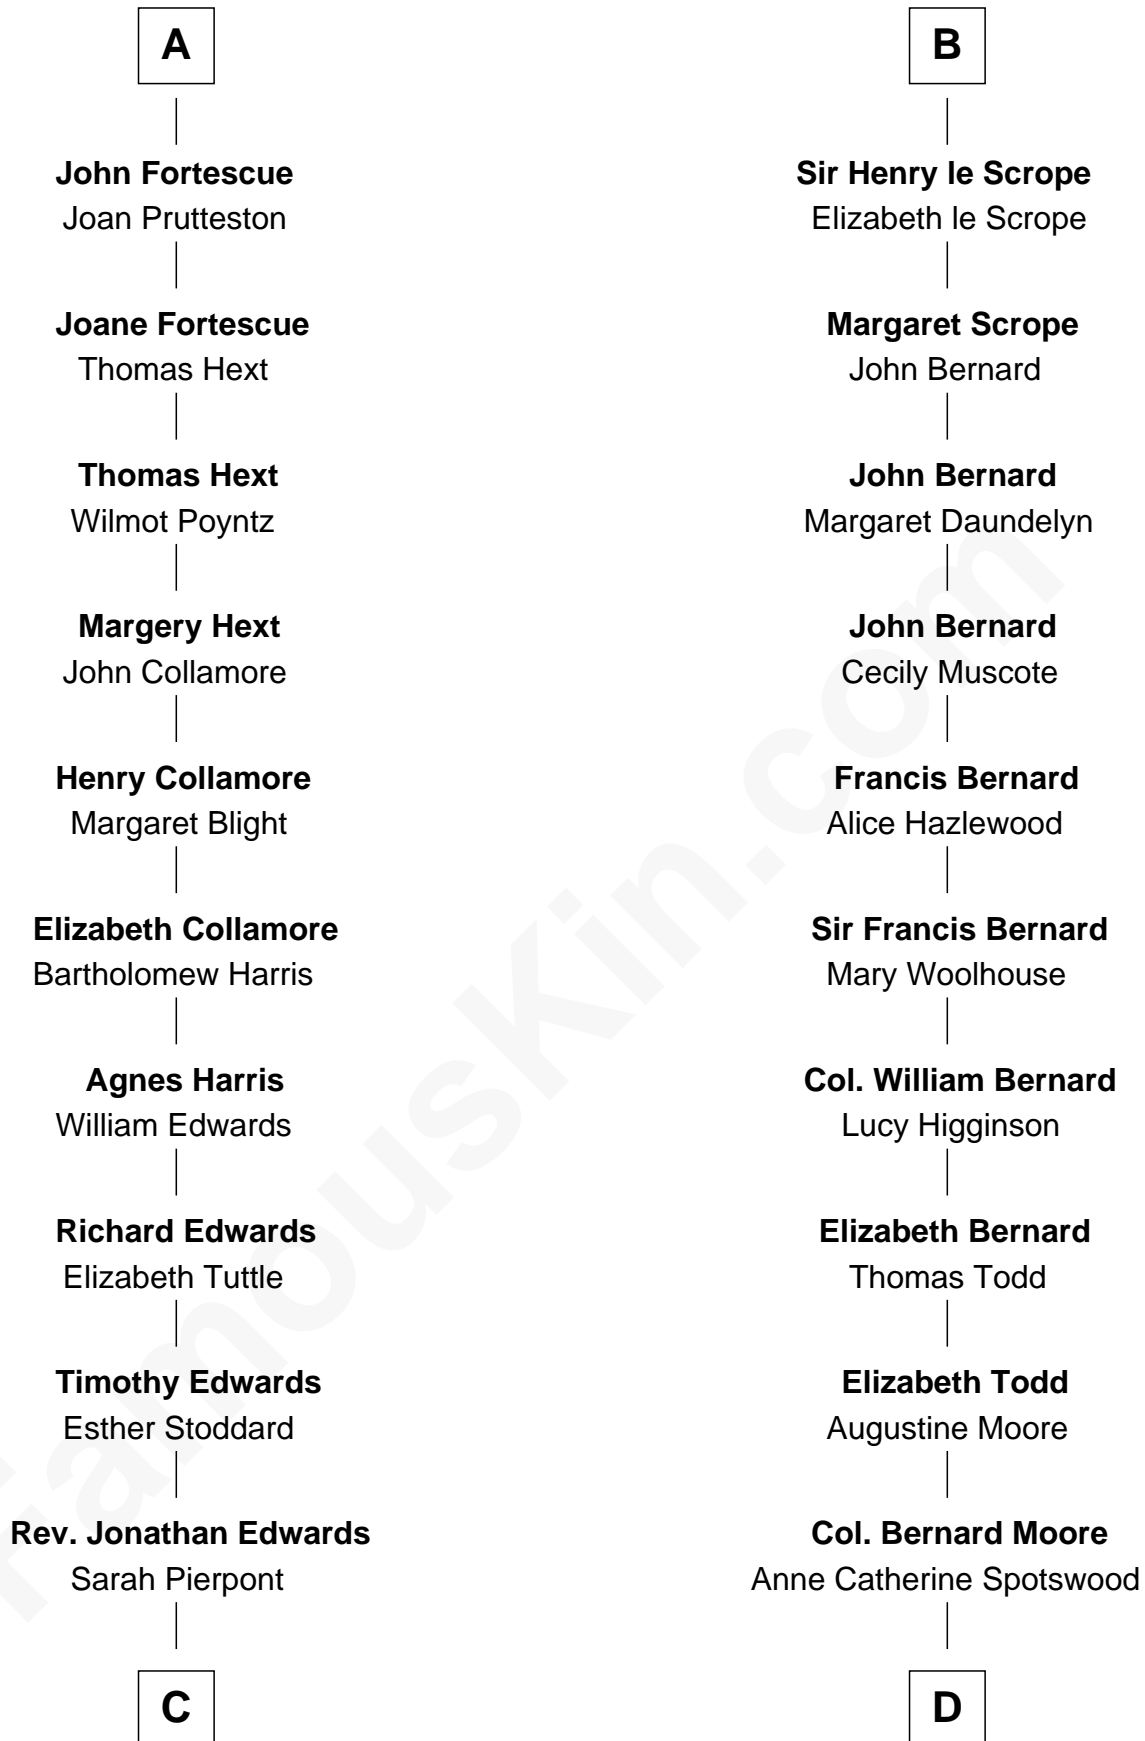 A
John Fortescue
Joan Prutteston
Joane Fortescue
Thomas Hext
Thomas Hext
Wilmot Poyntz
Margery Hext
John Collamore
Henry Collamore
Margaret Blight
Elizabeth Collamore
Bartholomew Harris
Agnes Harris
William Edwards
Richard Edwards
Elizabeth Tuttle
Timothy Edwards
Esther Stoddard
Rev. Jonathan Edwards
Sarah Pierpont
C
B
Sir Henry le Scrope
Elizabeth le Scrope
Margaret Scrope
John Bernard
John Bernard
Margaret Daundelyn
John Bernard
Cecily Muscote
Francis Bernard
Alice Hazlewood
Sir Francis Bernard
Mary Woolhouse
Col. William Bernard
Lucy Higginson
Elizabeth Bernard
Thomas Todd
Elizabeth Todd
Augustine Moore
Col. Bernard Moore
Anne Catherine Spotswood
D
FamousKin.com